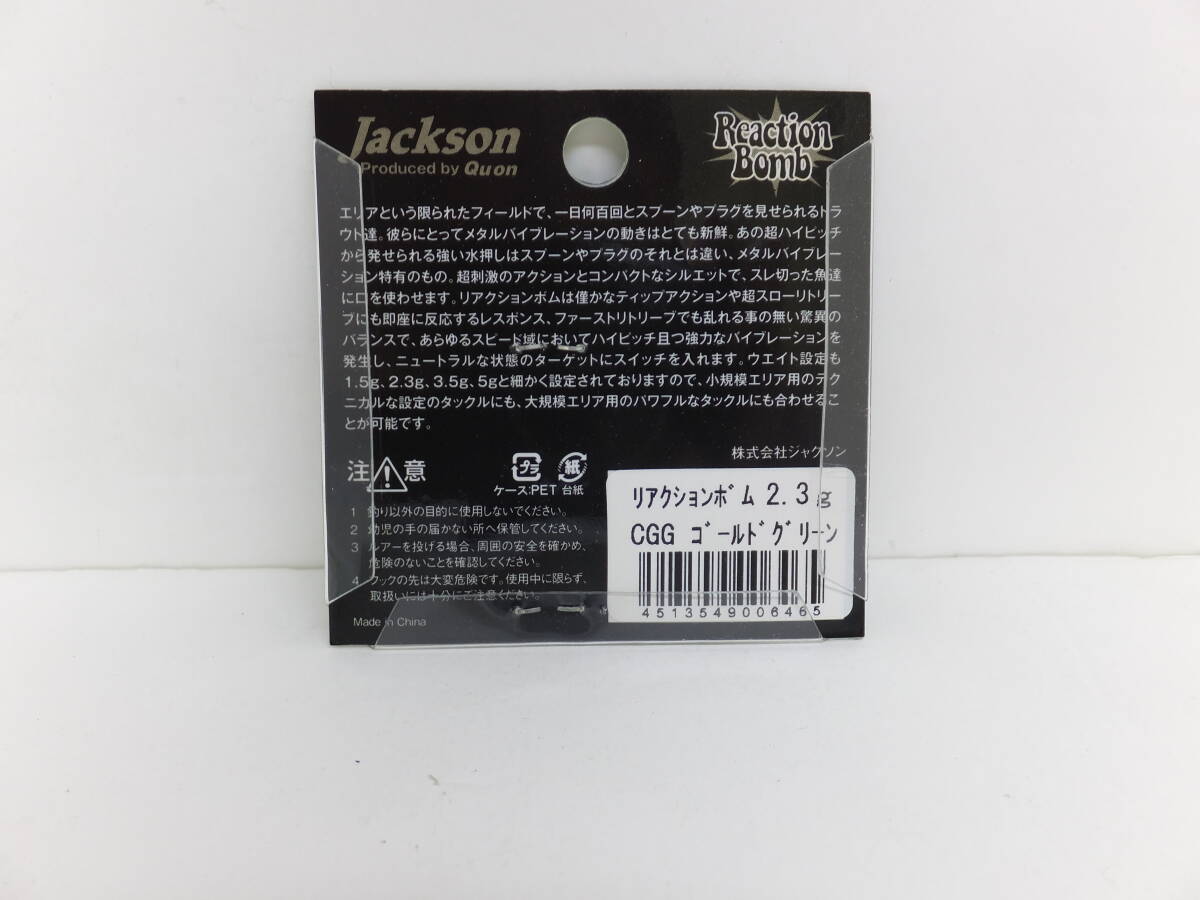 Jackson
Produced by Quon
Reaction
Bomb
エリアという限られたフィールドで、一日何百回とスプーンやプラグを見せられるトラ
ウト達。彼らにとってメタルバイブレーションの動きはとても新鮮。あの超ハイピッチ
から発せられる強い水押しはスプーンやプラグのそれとは違い、メタルバイブレー
ション特有のもの。超刺激のアクションとコンパクトなシルエットで、スレ切った魚達
に口を使わせます。リアクションボムは僅かなティップアクションや超スローリトリー
ブにも即座に反応するレスポンス、ファーストリトリーブでも乱れる事の無い驚異の
バランスで、あらゆるスピード域においてハイピッチ且つ強力なバイブレーションを
発生し、ニュートラルな状態のターゲットにスイッチを入れます。ウエイト設定も
1.5g、2.3g、3.5g、5gと細かく設定されておりますので、小規模エリア用のテク
ニカルな設定のタックルにも、大規模エリア用のパワフルなタックルにも合わせるこ
とが可能です。
株式会社ジャクソン
注意
プラ 紙
ケース:PET 台紙
1 釣り以外の目的に使用しないでください。
2 幼児の手の届かない所へ保管してください。
3 ルアーを投げる場合、周囲の安全を確かめ、
危険のないことを確認してください。
4 フックの先は大変危険です。使用中に限らず、
取扱いには十分にご注意ください。
Made in China
ﾘｱｸｼｮﾝﾎﾞﾑ 2.3g
CGG ｺﾞｰﾙﾄﾞｸﾞﾘｰﾝ
4513549006465